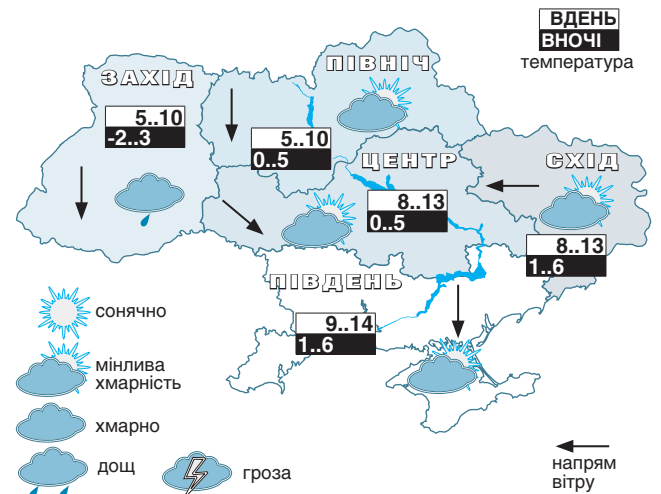 ВДЕНЬ
ВНОЧІ
температура
ЗАХІД
5..10
-2..3
ПІВНІЧ
5..10
0..5
ЦЕНТР
8..13
0..5
СХІД
8..13
1..6
ПІВДЕНЬ
9..14
1..6
сонячно
мінлива
хмарність
хмарно
дощ
гроза
напрям
вітру